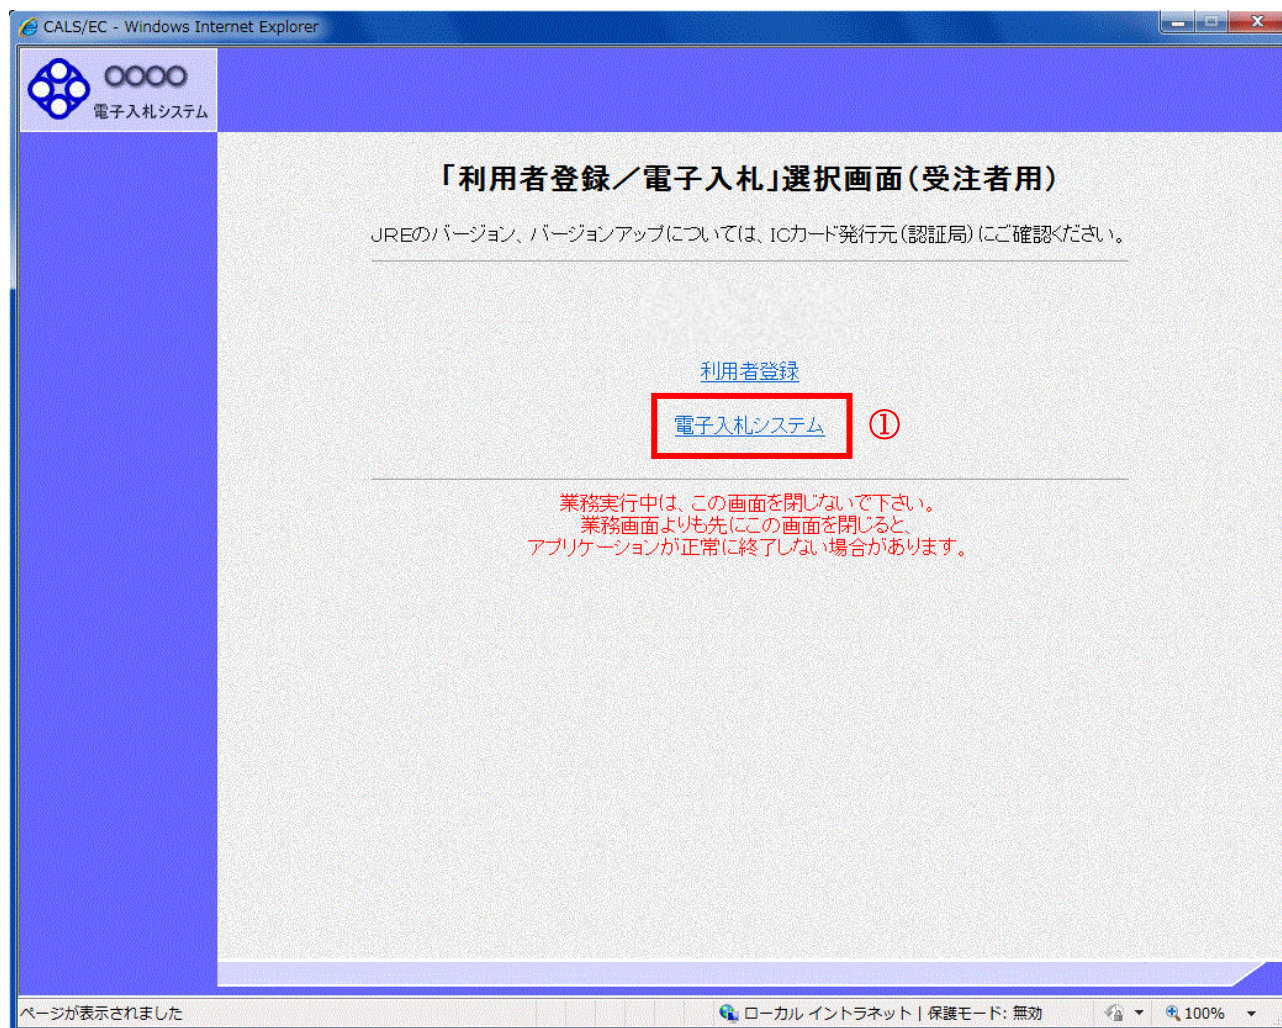 CALS/EC - Windows Internet Explorer
○○○○
電子入札システム
「利用者登録／電子入札」選択画面(受注者用)
JREのバージョン、バージョンアップについては、ICカード発行元(認証局)にご確認ください。
利用者登録
電子入札システム ①
業務実行中は、この画面を閉じないで下さい。
業務画面よりも先にこの画面を閉じると、
アプリケーションが正常に終了しない場合があります。
ページが表示されました ローカル イントラネット | 保護モード: 無効 100%